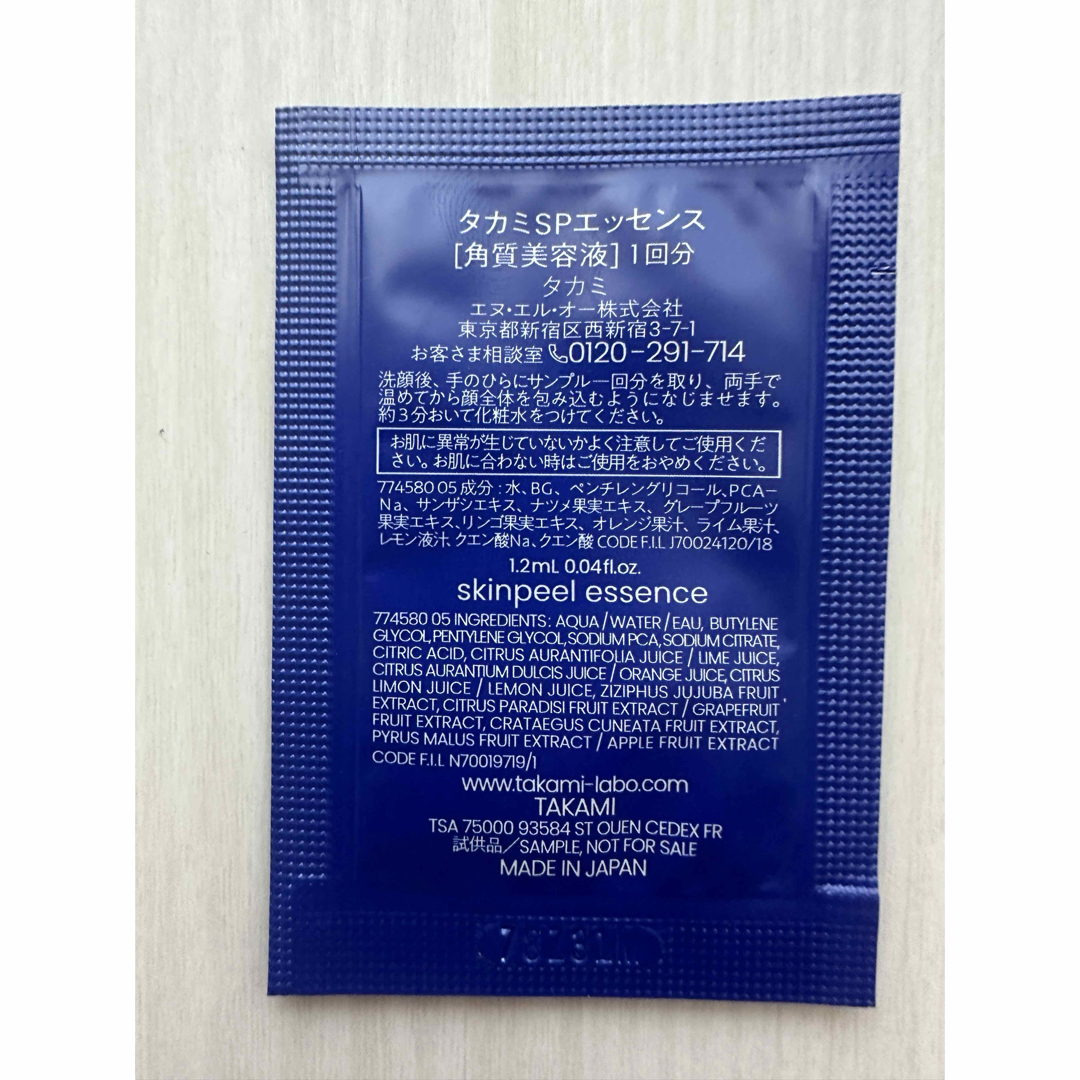 タカミSPエッセンス
[角質美容液] 1回分
タカミ
エヌ・エル・オー株式会社
東京都新宿区西新宿3-7-1
お客さま相談室 0120-291-714
洗顔後、手のひらにサンプル一回分を取り、両手で
温めてから顔全体を包み込むようになじませます。
約3分おいて化粧水をつけてください。
お肌に異常が生じていないかよく注意してご使用くだ
さい。お肌に合わない時はご使用をおやめください。
774580 05 成分 : 水、BG、ペンチレングリコール、PCA-
Na、サンザシエキス、ナツメ果実エキス、グレープフルーツ
果実エキス、リンゴ果実エキス、オレンジ果汁、ライム果汁、
レモン液汁、クエン酸Na、クエン酸 CODE F.I.L J70024120/18
1.2mL 0.04fl.oz.
skinpeel essence
774580 05 INGREDIENTS : AQUA / WATER / EAU, BUTYLENE
GLYCOL, PENTYLENE GLYCOL, SODIUM PCA, SODIUM CITRATE,
CITRIC ACID, CITRUS AURANTIFOLIA JUICE / LIME JUICE,
CITRUS AURANTIUM DULCIS JUICE / ORANGE JUICE, CITRUS
LIMON JUICE / LEMON JUICE, ZIZIPHUS JUJUBA FRUIT
EXTRACT, CITRUS PARADISI FRUIT EXTRACT / GRAPEFRUIT
FRUIT EXTRACT, CRATAEGUS CUNEATA FRUIT EXTRACT,
PYRUS MALUS FRUIT EXTRACT / APPLE FRUIT EXTRACT
CODE F.I.L N70019719/1
www.takami-labo.com
TAKAMI
TSA 75000 93584 ST OUEN CEDEX FR
試供品／SAMPLE, NOT FOR SALE
MADE IN JAPAN